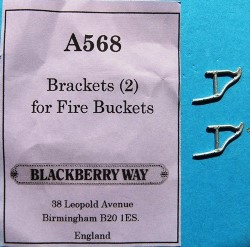 A568
Brackets (2)
for Fire Buckets
BLACKBERRY WAY
38 Leopold Avenue
Birmingham B20 1ES.
England